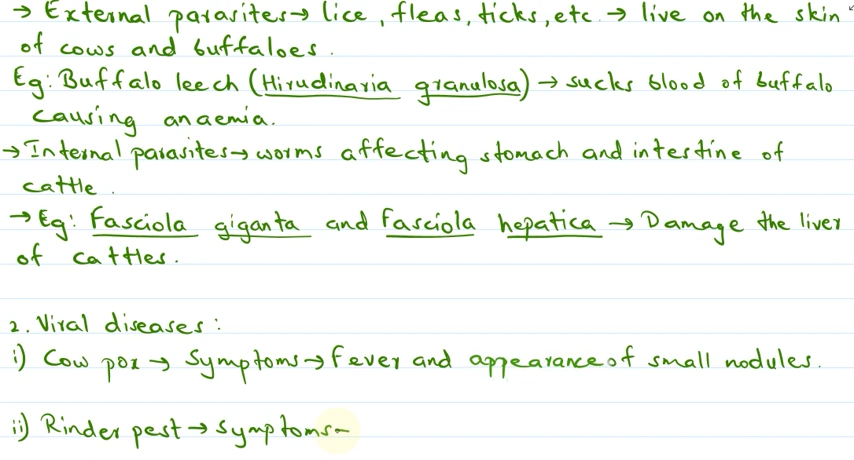 → External parasites → lice, fleas, ticks, etc. → live on the skin
of cows and buffaloes.
Eg: Buffalo leech (Hirudinaria granulosa) → sucks blood of buffalo
causing anaemia.
→ Internal parasites → worms affecting stomach and intestine of
cattle.
→ Eg: Fasciola giganta and Fasciola hepatica → Damage the liver
of cattles.
2. Viral diseases:
i) Cow pox → Symptoms → Fever and appearance of small nodules.
ii) Rinder pest → Symptoms-